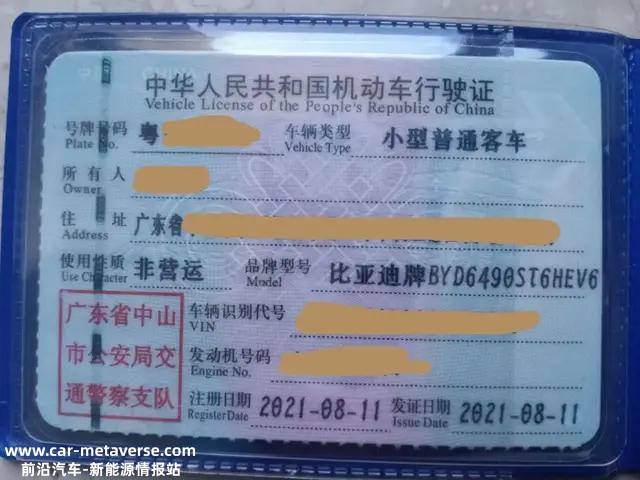 中华人民共和国机动车行驶证
Vehicle License of the People's Republic of China
号牌号码 粤 车辆类型 小型普通客车
Plate No. Vehicle Type
所有人
Owner
住址 广东省
Address
使用性质 非营运 品牌型号 比亚迪牌BYD6490ST6HEV6
Use Character Model
广东省中山
市公安局交
通警察支队
车辆识别代号
VIN
发动机号码
Engine No.
注册日期 2021-08-11 发证日期 2021-08-11
Register Date Issue Date
www.car-metaverse.com
前沿汽车-新能源情报站